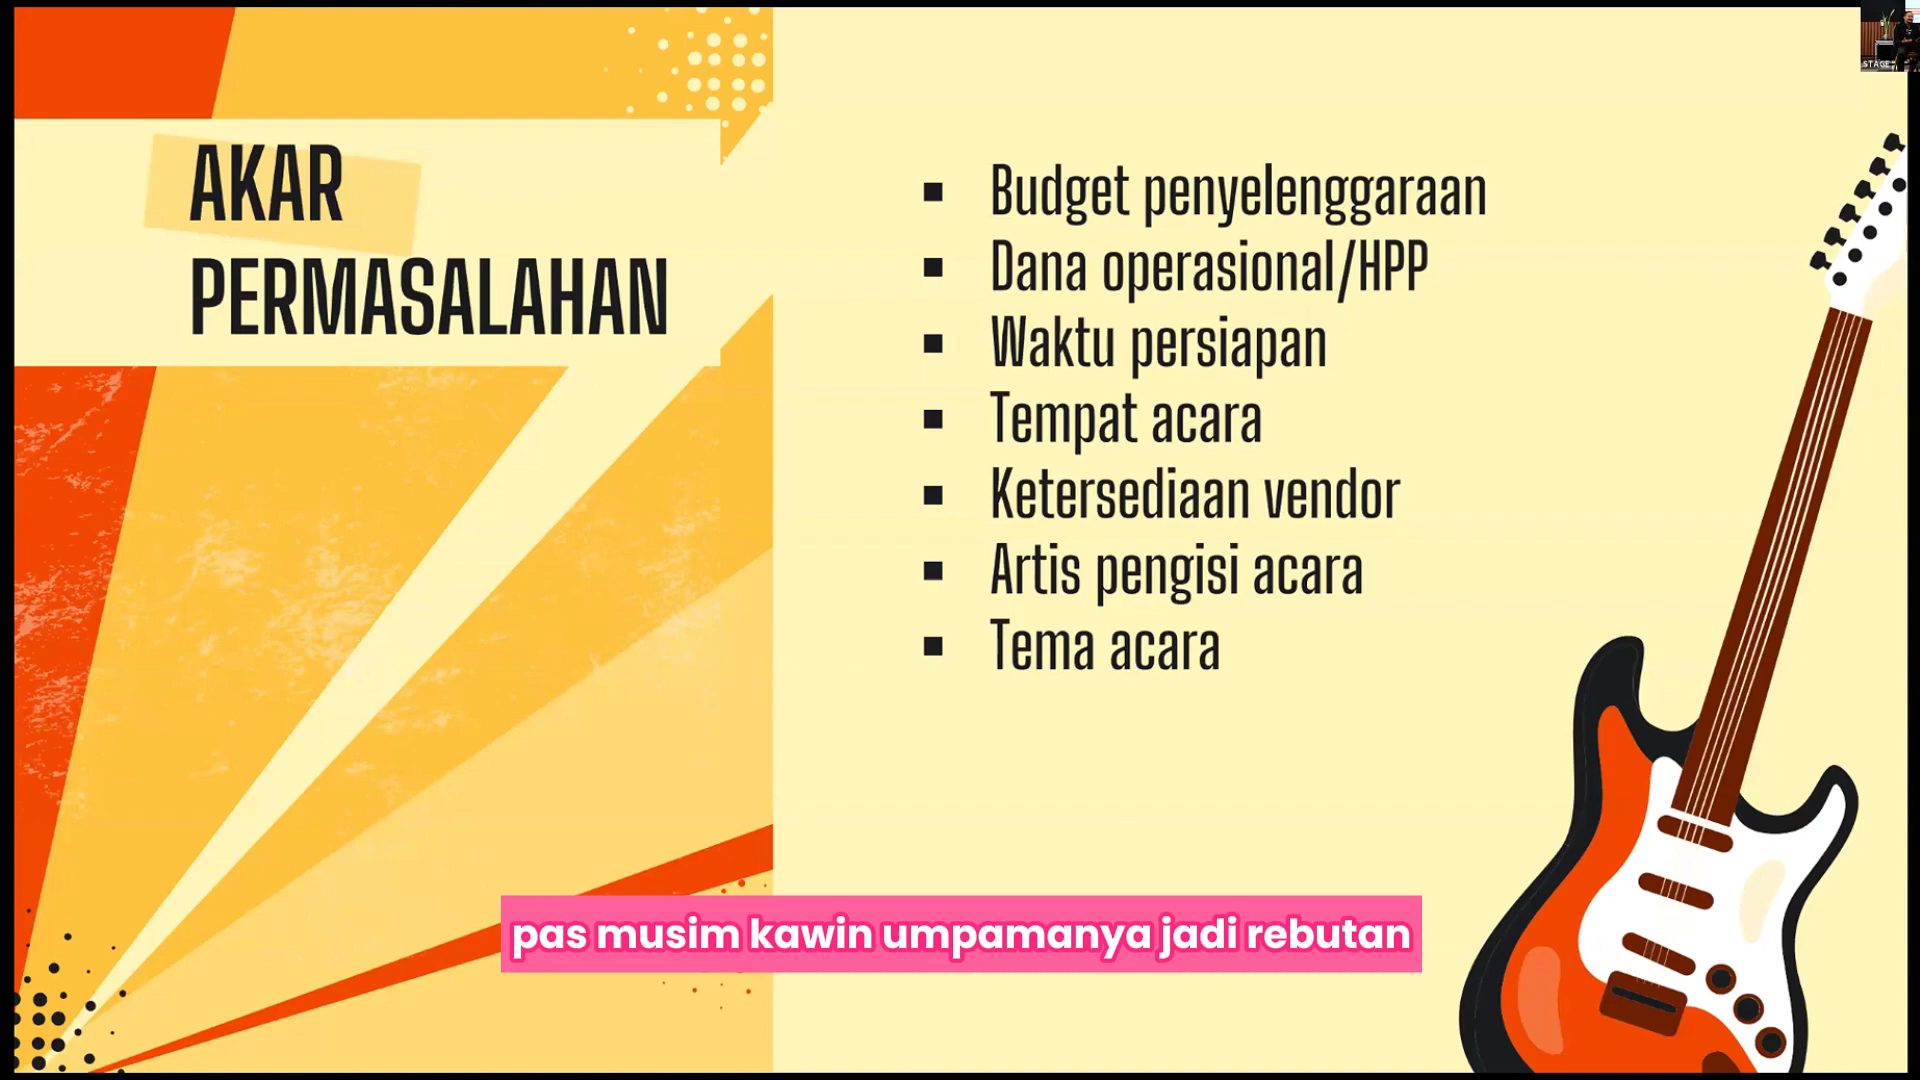 STAGE
AKAR
PERMASALAHAN
▪ Budget penyelenggaraan
▪ Dana operasional/HPP
▪ Waktu persiapan
▪ Tempat acara
▪ Ketersediaan vendor
▪ Artis pengisi acara
▪ Tema acara
pas musim kawin umpamanya jadi rebutan